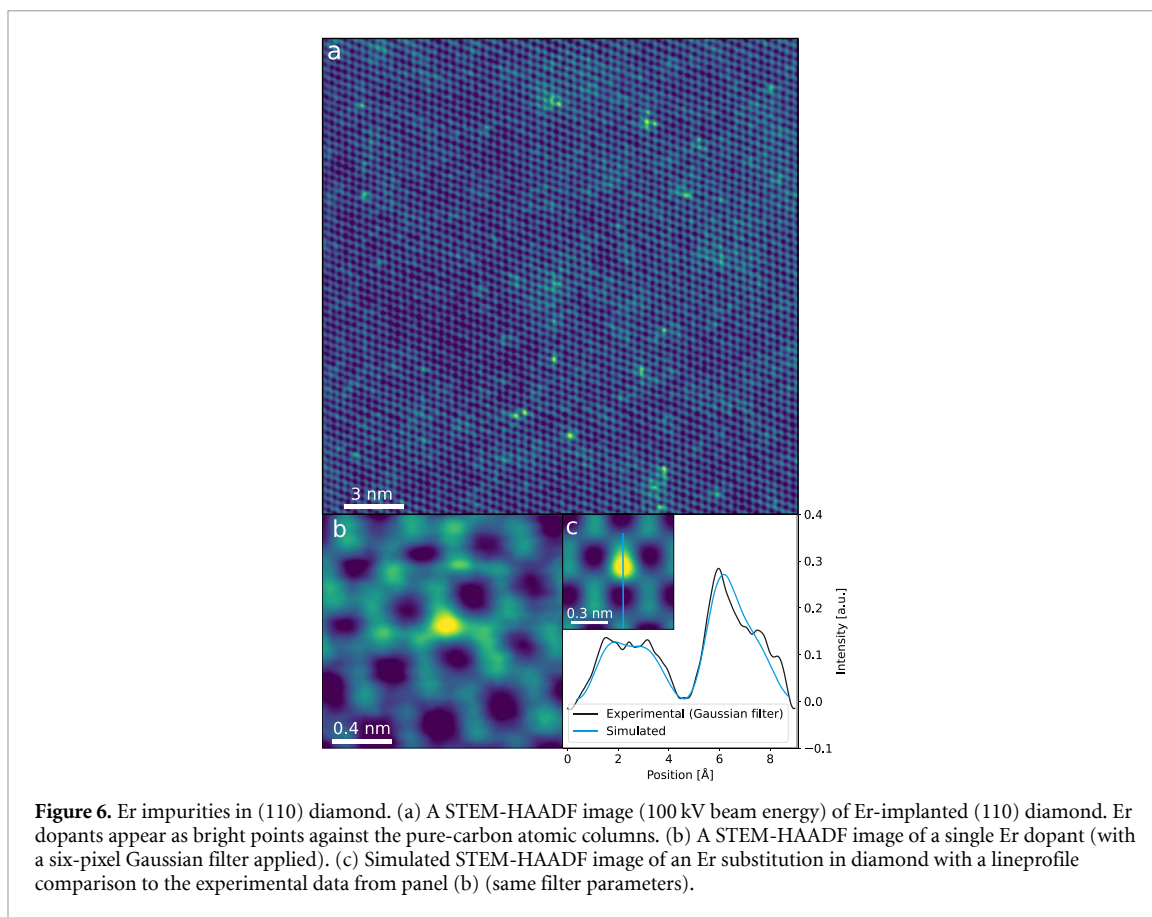 a
3 nm
b
0.4 nm
c
0.3 nm
0.4
0.3
0.2
0.1
0.0
−0.1
Intensity [a.u.]
Experimental (Gaussian filter)
Simulated
0 2 4 6 8
Position [Å]
Figure 6. Er impurities in (110) diamond. (a) A STEM-HAADF image (100 kV beam energy) of Er-implanted (110) diamond. Er
dopants appear as bright points against the pure-carbon atomic columns. (b) A STEM-HAADF image of a single Er dopant (with
a six-pixel Gaussian filter applied). (c) Simulated STEM-HAADF image of an Er substitution in diamond with a lineprofile
comparison to the experimental data from panel (b) (same filter parameters).